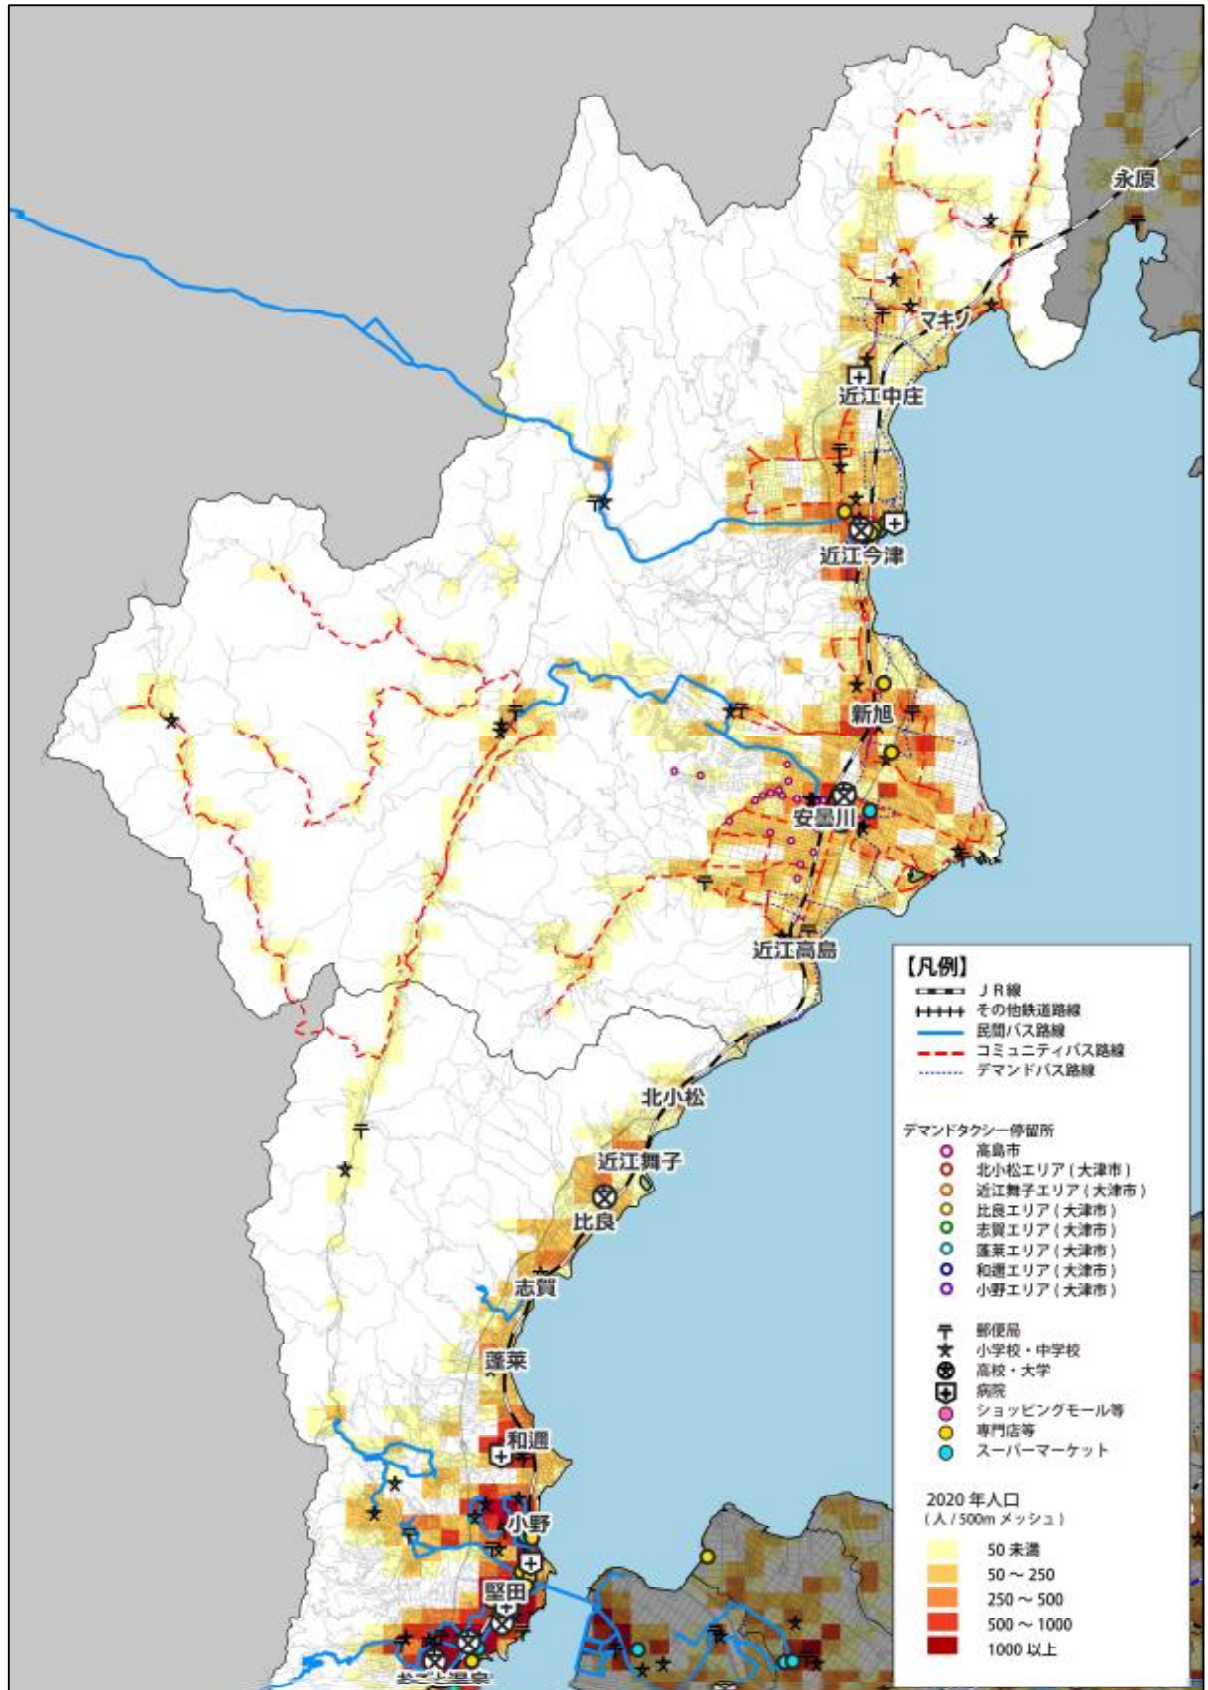 永原
マキノ
近江中庄
近江今津
新旭
安曇川
近江高島
北小松
近江舞子
比良
志賀
蓬莱
和邇
小野
堅田
おごと温泉
【凡例】
ＪＲ線
その他鉄道路線
民間バス路線
コミュニティバス路線
デマンドバス路線
デマンドタクシー停留所
高島市
北小松エリア(大津市)
近江舞子エリア(大津市)
比良エリア(大津市)
志賀エリア(大津市)
蓬莱エリア(大津市)
和邇エリア(大津市)
小野エリア(大津市)
郵便局
小学校・中学校
高校・大学
病院
ショッピングモール等
専門店等
スーパーマーケット
2020 年人口
(人/500m メッシュ)
50 未満
50 ～ 250
250 ～ 500
500 ～ 1000
1000 以上